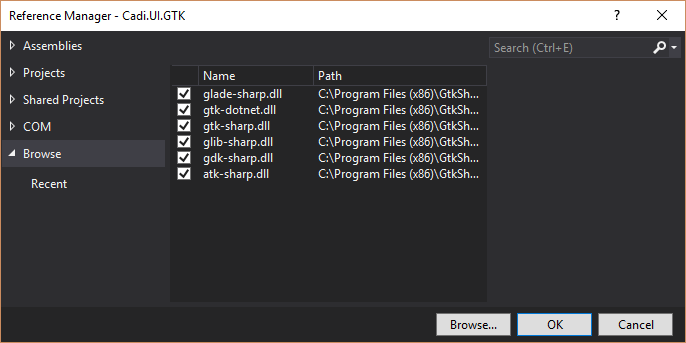 Reference Manager - Cadi.UI.GTK ? ✕
Assemblies
Search (Ctrl+E)
Projects
Name Path
Shared Projects
glade-sharp.dll C:\Program Files (x86)\GtkSh...
gtk-dotnet.dll C:\Program Files (x86)\GtkSh...
COM
gtk-sharp.dll C:\Program Files (x86)\GtkSh...
glib-sharp.dll C:\Program Files (x86)\GtkSh...
Browse
gdk-sharp.dll C:\Program Files (x86)\GtkSh...
atk-sharp.dll C:\Program Files (x86)\GtkSh...
Recent
Browse... OK Cancel